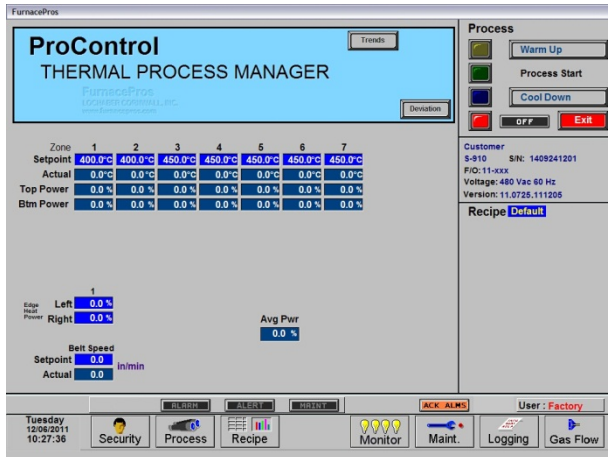 FurnacePros
ProControl
THERMAL PROCESS MANAGER
FurnacePros
LOCHABER CORNWALL, INC.
www.furnacepros.com
Trends
Deviation
Process
Warm Up
Process Start
Cool Down
OFF Exit
Customer
S-910 S/N: 1409241201
F/O: 11-xxx
Voltage: 480 Vac 60 Hz
Version: 11.0725.111205
Recipe Default
Zone 1 2 3 4 5 6 7
Setpoint 400.0°C 400.0°C 450.0°C 450.0°C 450.0°C 450.0°C 450.0°C
Actual 0.0°C 0.0°C 0.0°C 0.0°C 0.0°C 0.0°C 0.0°C
Top Power 0.0 % 0.0 % 0.0 % 0.0 % 0.0 % 0.0 % 0.0 %
Btm Power 0.0 % 0.0 % 0.0 % 0.0 % 0.0 % 0.0 % 0.0 %
1
Edge Heat Power
Left 0.0 %
Right 0.0 %
Avg Pwr
0.0 %
Belt Speed
Setpoint 0.0
in/min
Actual 0.0
ALARM ALERT MAINT ACK ALMS User : Factory
Tuesday
12/06/2011
10:27:36
Security Process Recipe Monitor Maint. Logging Gas Flow